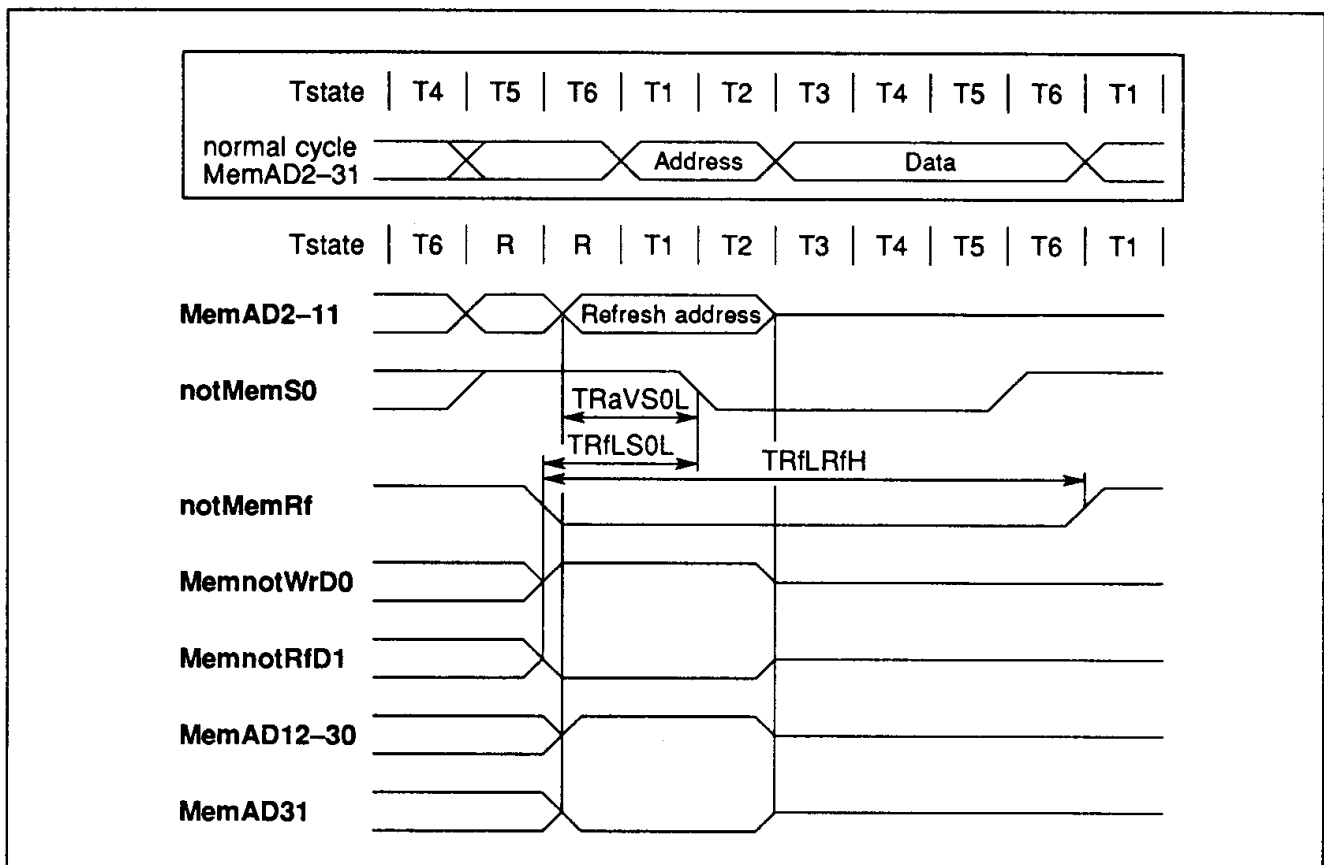 Tstate | T4 | T5 | T6 | T1 | T2 | T3 | T4 | T5 | T6 | T1 |
normal cycle
MemAD2–31
Address
Data
Tstate | T6 | R | R | T1 | T2 | T3 | T4 | T5 | T6 | T1 |
MemAD2–11
Refresh address
notMemS0
TRaVS0L
TRfLS0L
TRfLRfH
notMemRf
MemnotWrD0
MemnotRfD1
MemAD12–30
MemAD31